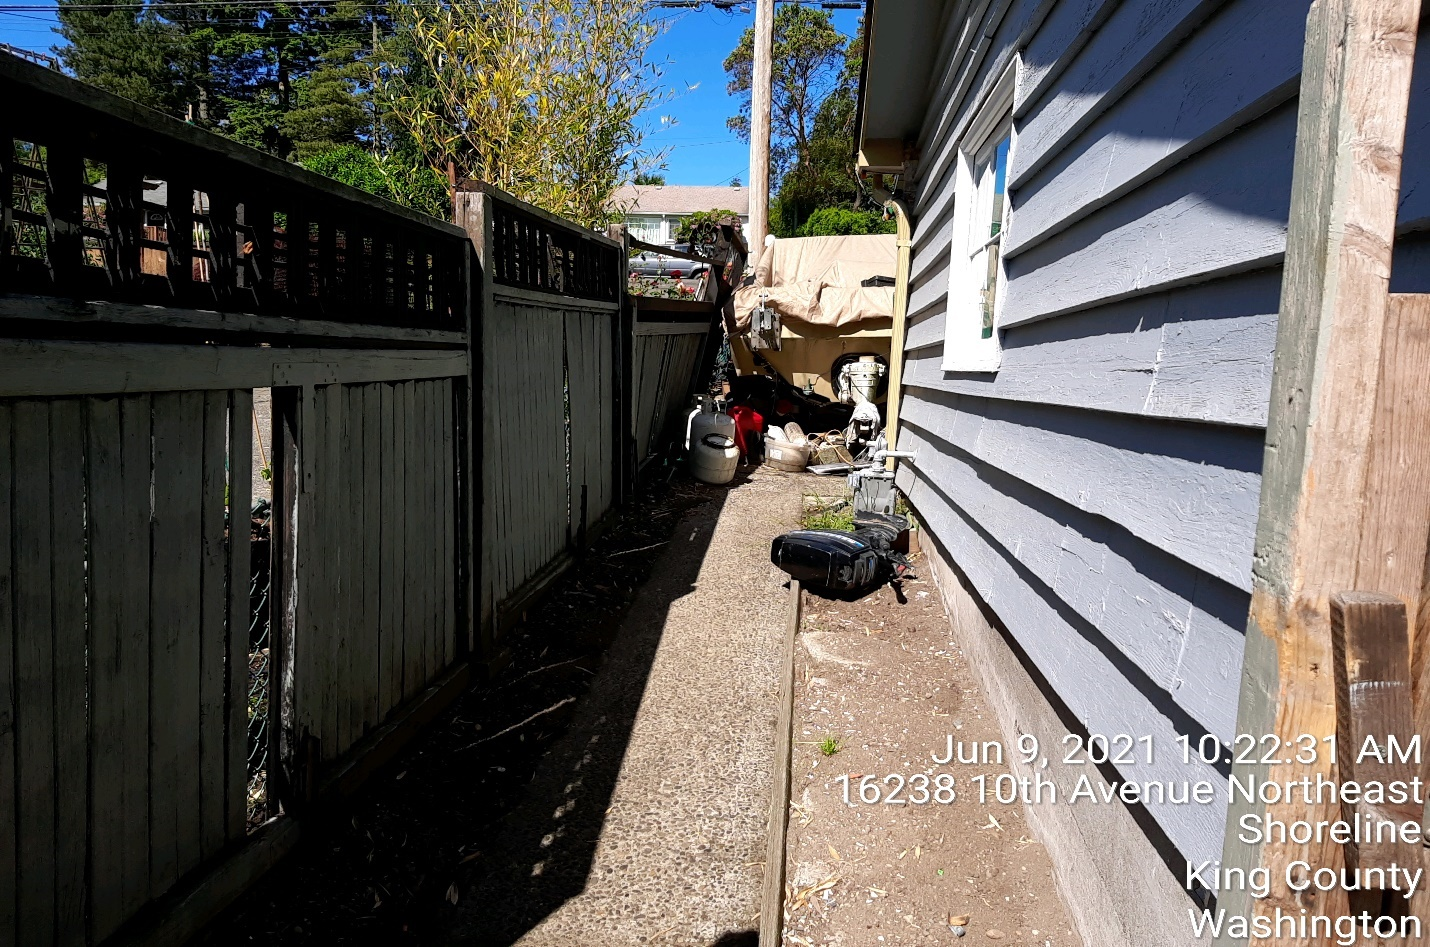 Jun 9, 2021 10:22:31 AM
16238 10th Avenue Northeast
Shoreline
King County
Washington